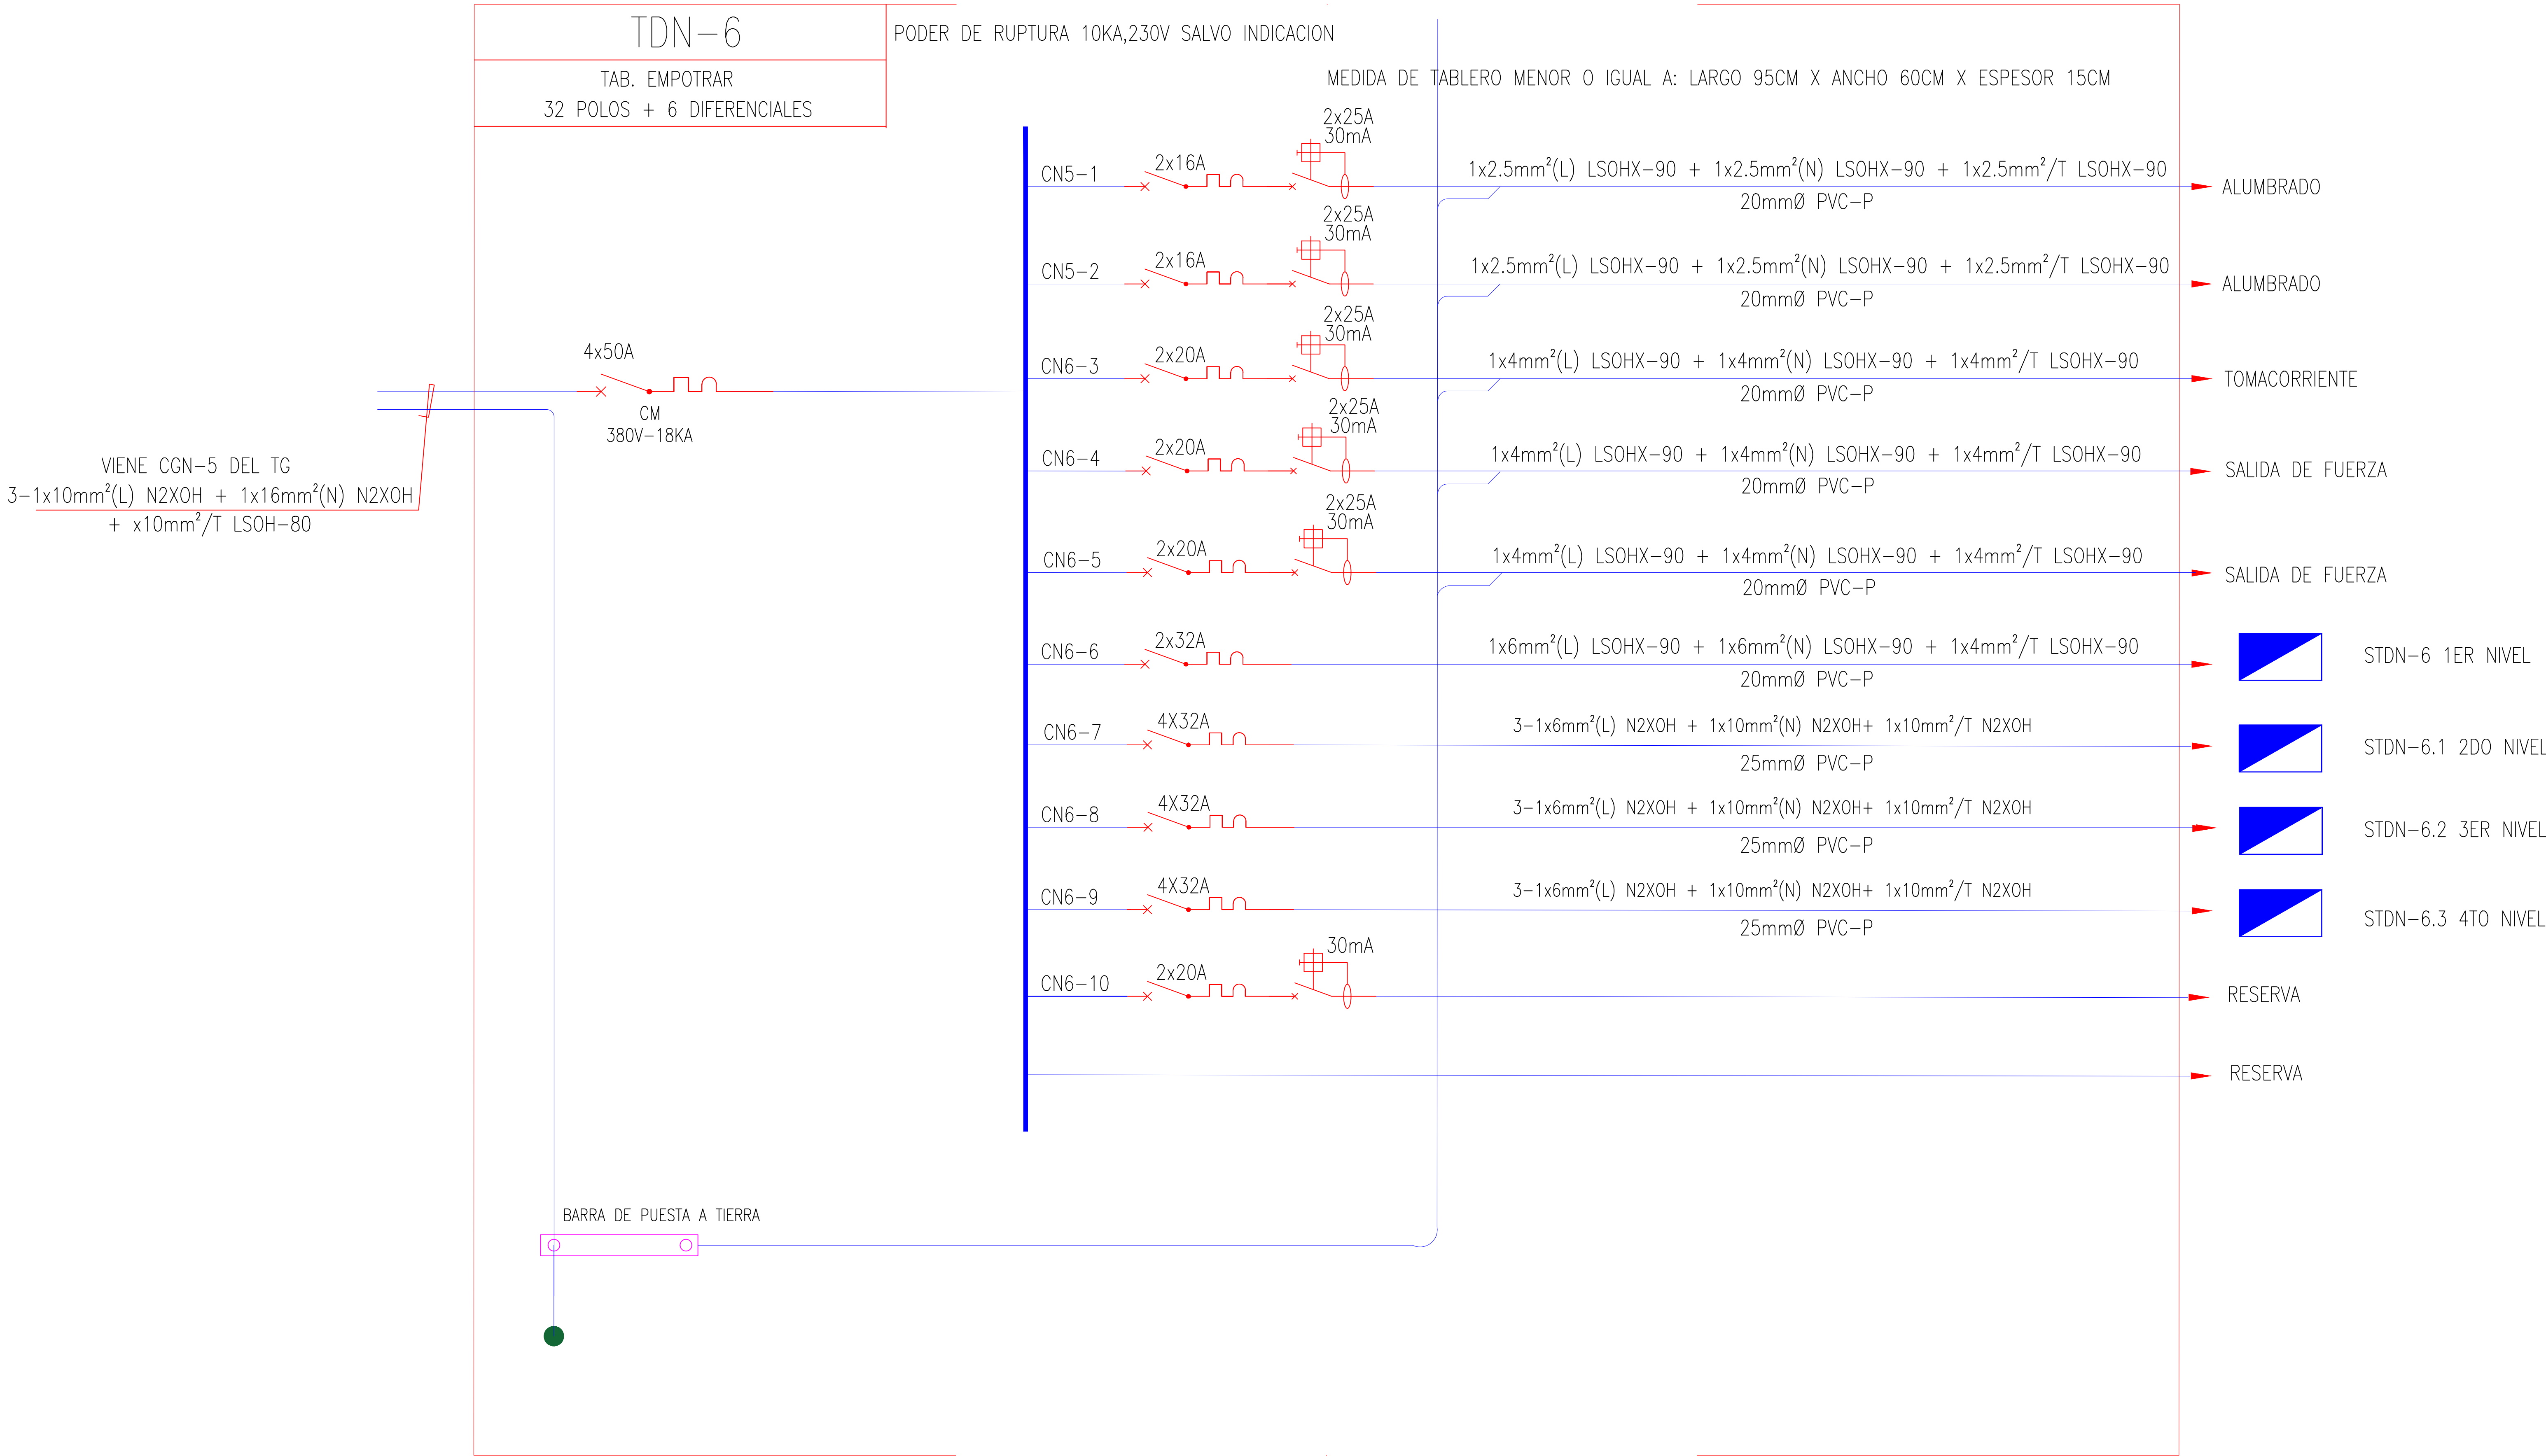 TDN-6
PODER DE RUPTURA 10KA,230V SALVO INDICACION
TAB. EMPOTRAR
32 POLOS + 6 DIFERENCIALES
MEDIDA DE TABLERO MENOR O IGUAL A: LARGO 95CM X ANCHO 60CM X ESPESOR 15CM
VIENE CGN-5 DEL TG
3-1x10mm²(L) N2XOH + 1x16mm²(N) N2XOH
+ x10mm²/T LSOH-80
4x50A
CM
380V-18KA
CN5-1
2x16A
2x25A
30mA
1x2.5mm²(L) LSOHX-90 + 1x2.5mm²(N) LSOHX-90 + 1x2.5mm²/T LSOHX-90
20mmØ PVC-P
ALUMBRADO
CN5-2
2x16A
2x25A
30mA
1x2.5mm²(L) LSOHX-90 + 1x2.5mm²(N) LSOHX-90 + 1x2.5mm²/T LSOHX-90
20mmØ PVC-P
ALUMBRADO
CN6-3
2x20A
2x25A
30mA
1x4mm²(L) LSOHX-90 + 1x4mm²(N) LSOHX-90 + 1x4mm²/T LSOHX-90
20mmØ PVC-P
TOMACORRIENTE
CN6-4
2x20A
2x25A
30mA
1x4mm²(L) LSOHX-90 + 1x4mm²(N) LSOHX-90 + 1x4mm²/T LSOHX-90
20mmØ PVC-P
SALIDA DE FUERZA
CN6-5
2x20A
2x25A
30mA
1x4mm²(L) LSOHX-90 + 1x4mm²(N) LSOHX-90 + 1x4mm²/T LSOHX-90
20mmØ PVC-P
SALIDA DE FUERZA
CN6-6
2x32A
1x6mm²(L) LSOHX-90 + 1x6mm²(N) LSOHX-90 + 1x4mm²/T LSOHX-90
20mmØ PVC-P
STDN-6 1ER NIVEL
CN6-7
4X32A
3-1x6mm²(L) N2XOH + 1x10mm²(N) N2XOH+ 1x10mm²/T N2XOH
25mmØ PVC-P
STDN-6.1 2DO NIVEL
CN6-8
4X32A
3-1x6mm²(L) N2XOH + 1x10mm²(N) N2XOH+ 1x10mm²/T N2XOH
25mmØ PVC-P
STDN-6.2 3ER NIVEL
CN6-9
4X32A
3-1x6mm²(L) N2XOH + 1x10mm²(N) N2XOH+ 1x10mm²/T N2XOH
25mmØ PVC-P
STDN-6.3 4TO NIVEL
CN6-10
2x20A
30mA
RESERVA
RESERVA
BARRA DE PUESTA A TIERRA